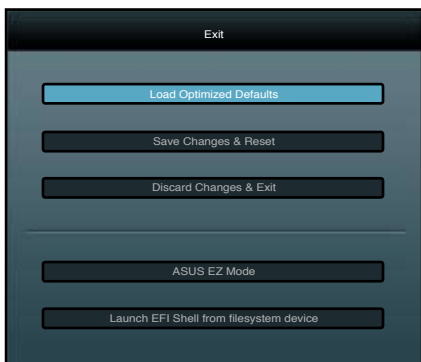 Exit
Load Optimized Defaults
Save Changes & Reset
Discard Changes & Exit
ASUS EZ Mode
Launch EFI Shell from filesystem device